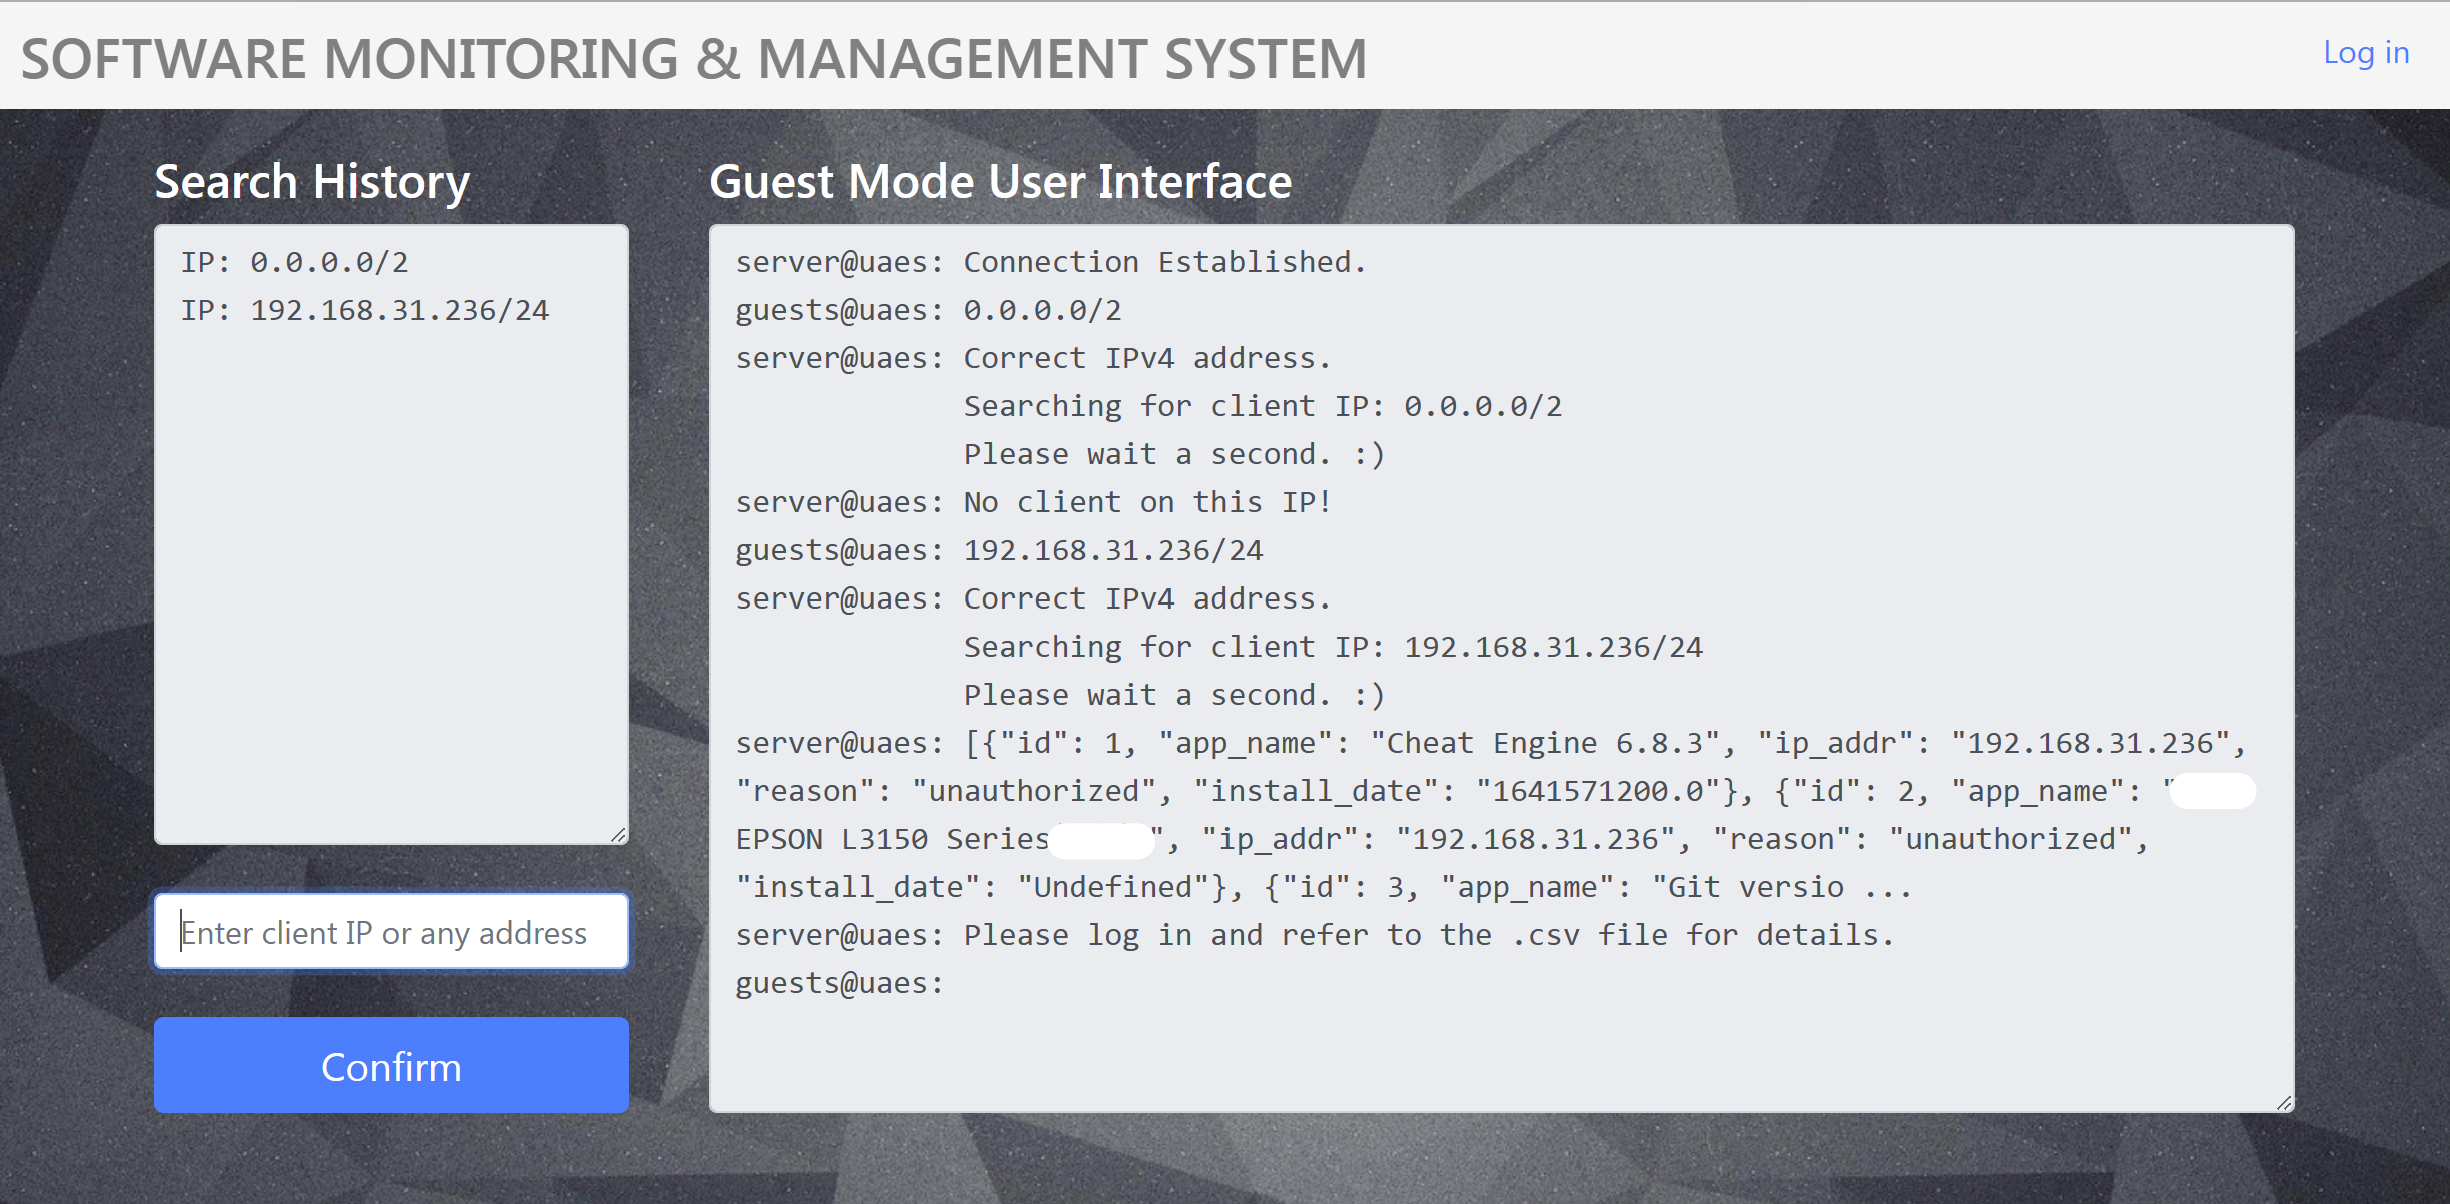 SOFTWARE MONITORING & MANAGEMENT SYSTEM
Log in
Search History
IP: 0.0.0.0/2
IP: 192.168.31.236/24
Enter client IP or any address
Confirm
Guest Mode User Interface
server@uaes: Connection Established.
guests@uaes: 0.0.0.0/2
server@uaes: Correct IPv4 address.
Searching for client IP: 0.0.0.0/2
Please wait a second. :)
server@uaes: No client on this IP!
guests@uaes: 192.168.31.236/24
server@uaes: Correct IPv4 address.
Searching for client IP: 192.168.31.236/24
Please wait a second. :)
server@uaes: [{"id": 1, "app_name": "Cheat Engine 6.8.3", "ip_addr": "192.168.31.236",
"reason": "unauthorized", "install_date": "1641571200.0"}, {"id": 2, "app_name": "
EPSON L3150 Series", "ip_addr": "192.168.31.236", "reason": "unauthorized",
"install_date": "Undefined"}, {"id": 3, "app_name": "Git versio ...
server@uaes: Please log in and refer to the .csv file for details.
guests@uaes: